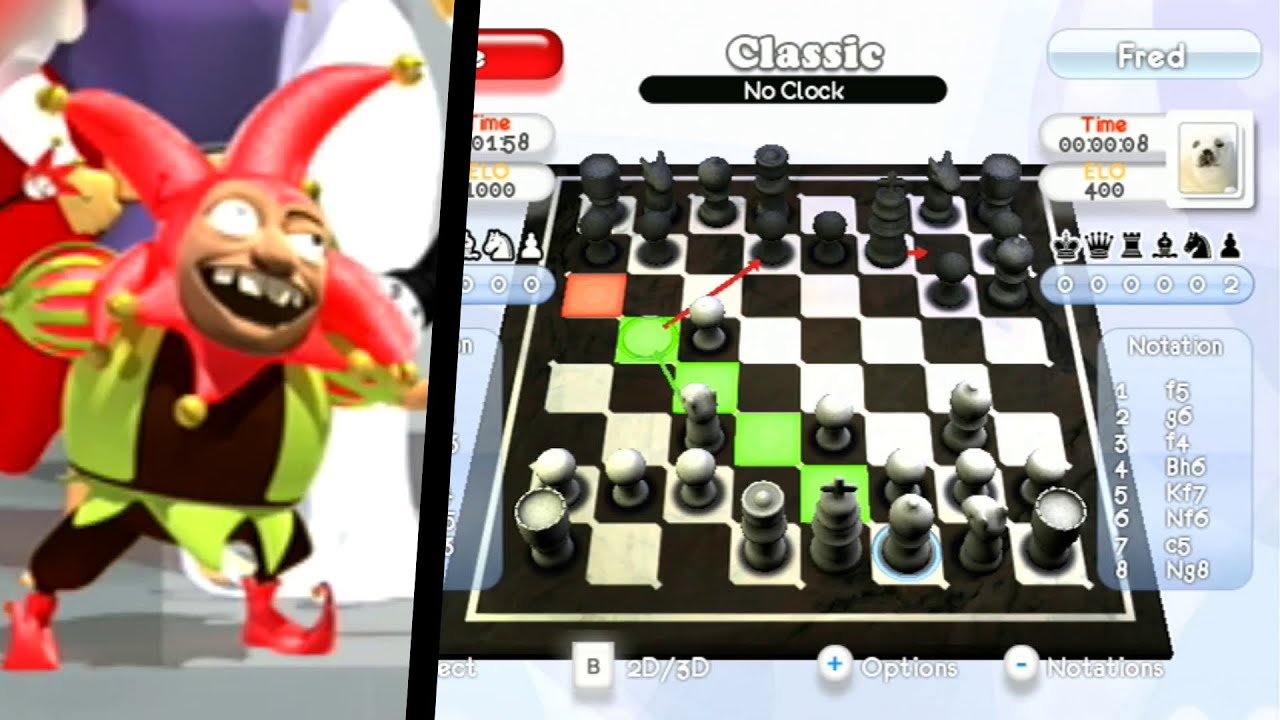 e
Classic
No Clock
Fred
Time
01:58
ELO
1000
0 0 0
Time
00:00:08
ELO
400
0 0 0 0 0 2
on
Notation
1 f5
2 g6
3 f4
4 Bh6
5 Kf7
6 Nf6
7 c5
8 Ng8
ect
B 2D/3D
+ Options
- Notations